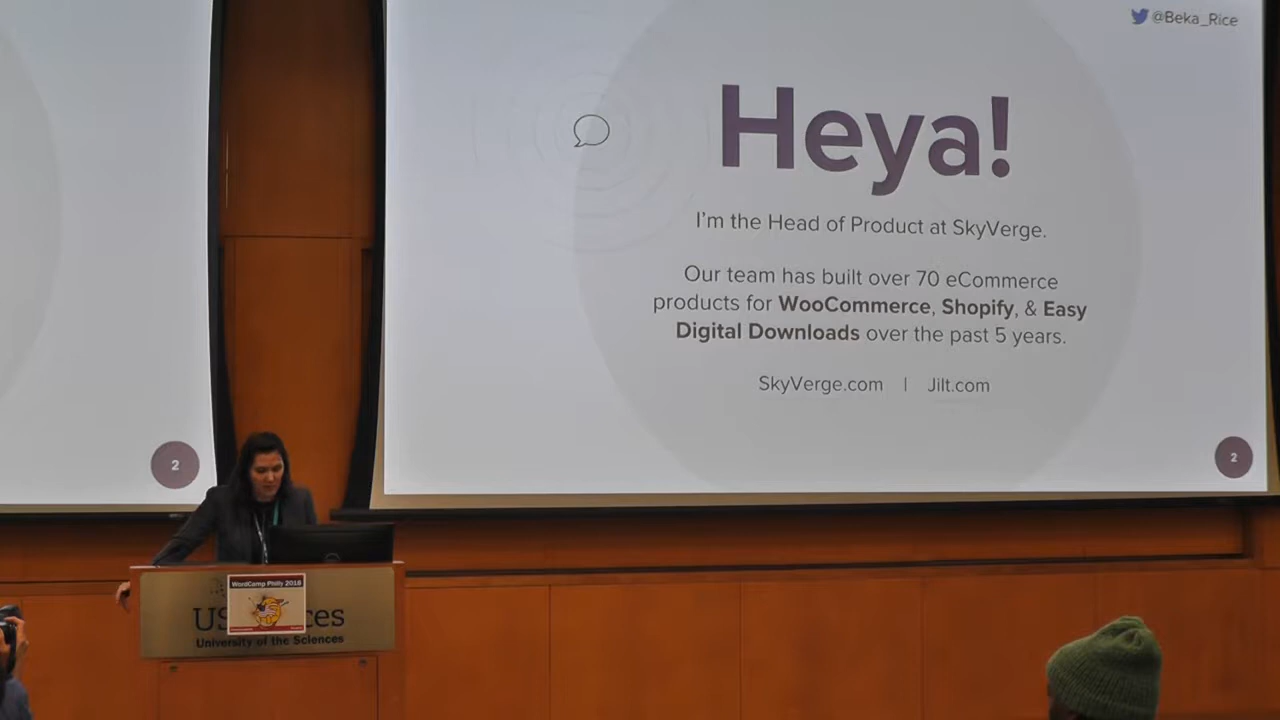 @Beka_Rice
Heya!
I'm the Head of Product at SkyVerge.
Our team has built over 70 eCommerce
products for WooCommerce, Shopify, & Easy
Digital Downloads over the past 5 years.
SkyVerge.com | Jilt.com
2
2
WordCamp Philly 2018
US ces
University of the Sciences